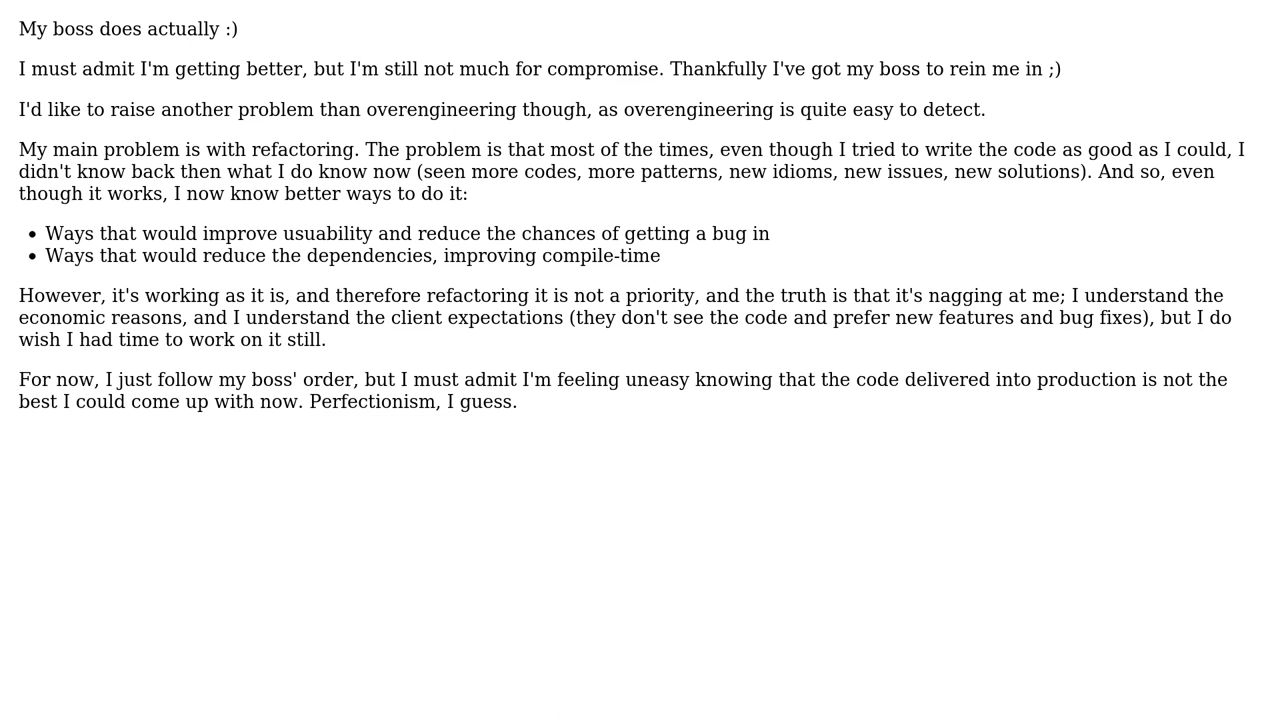 My boss does actually :)
I must admit I'm getting better, but I'm still not much for compromise. Thankfully I've got my boss to rein me in ;)
I'd like to raise another problem than overengineering though, as overengineering is quite easy to detect.
My main problem is with refactoring. The problem is that most of the times, even though I tried to write the code as good as I could, I
didn't know back then what I do know now (seen more codes, more patterns, new idioms, new issues, new solutions). And so, even
though it works, I now know better ways to do it:
• Ways that would improve usuability and reduce the chances of getting a bug in
• Ways that would reduce the dependencies, improving compile-time
However, it's working as it is, and therefore refactoring it is not a priority, and the truth is that it's nagging at me; I understand the
economic reasons, and I understand the client expectations (they don't see the code and prefer new features and bug fixes), but I do
wish I had time to work on it still.
For now, I just follow my boss' order, but I must admit I'm feeling uneasy knowing that the code delivered into production is not the
best I could come up with now. Perfectionism, I guess.